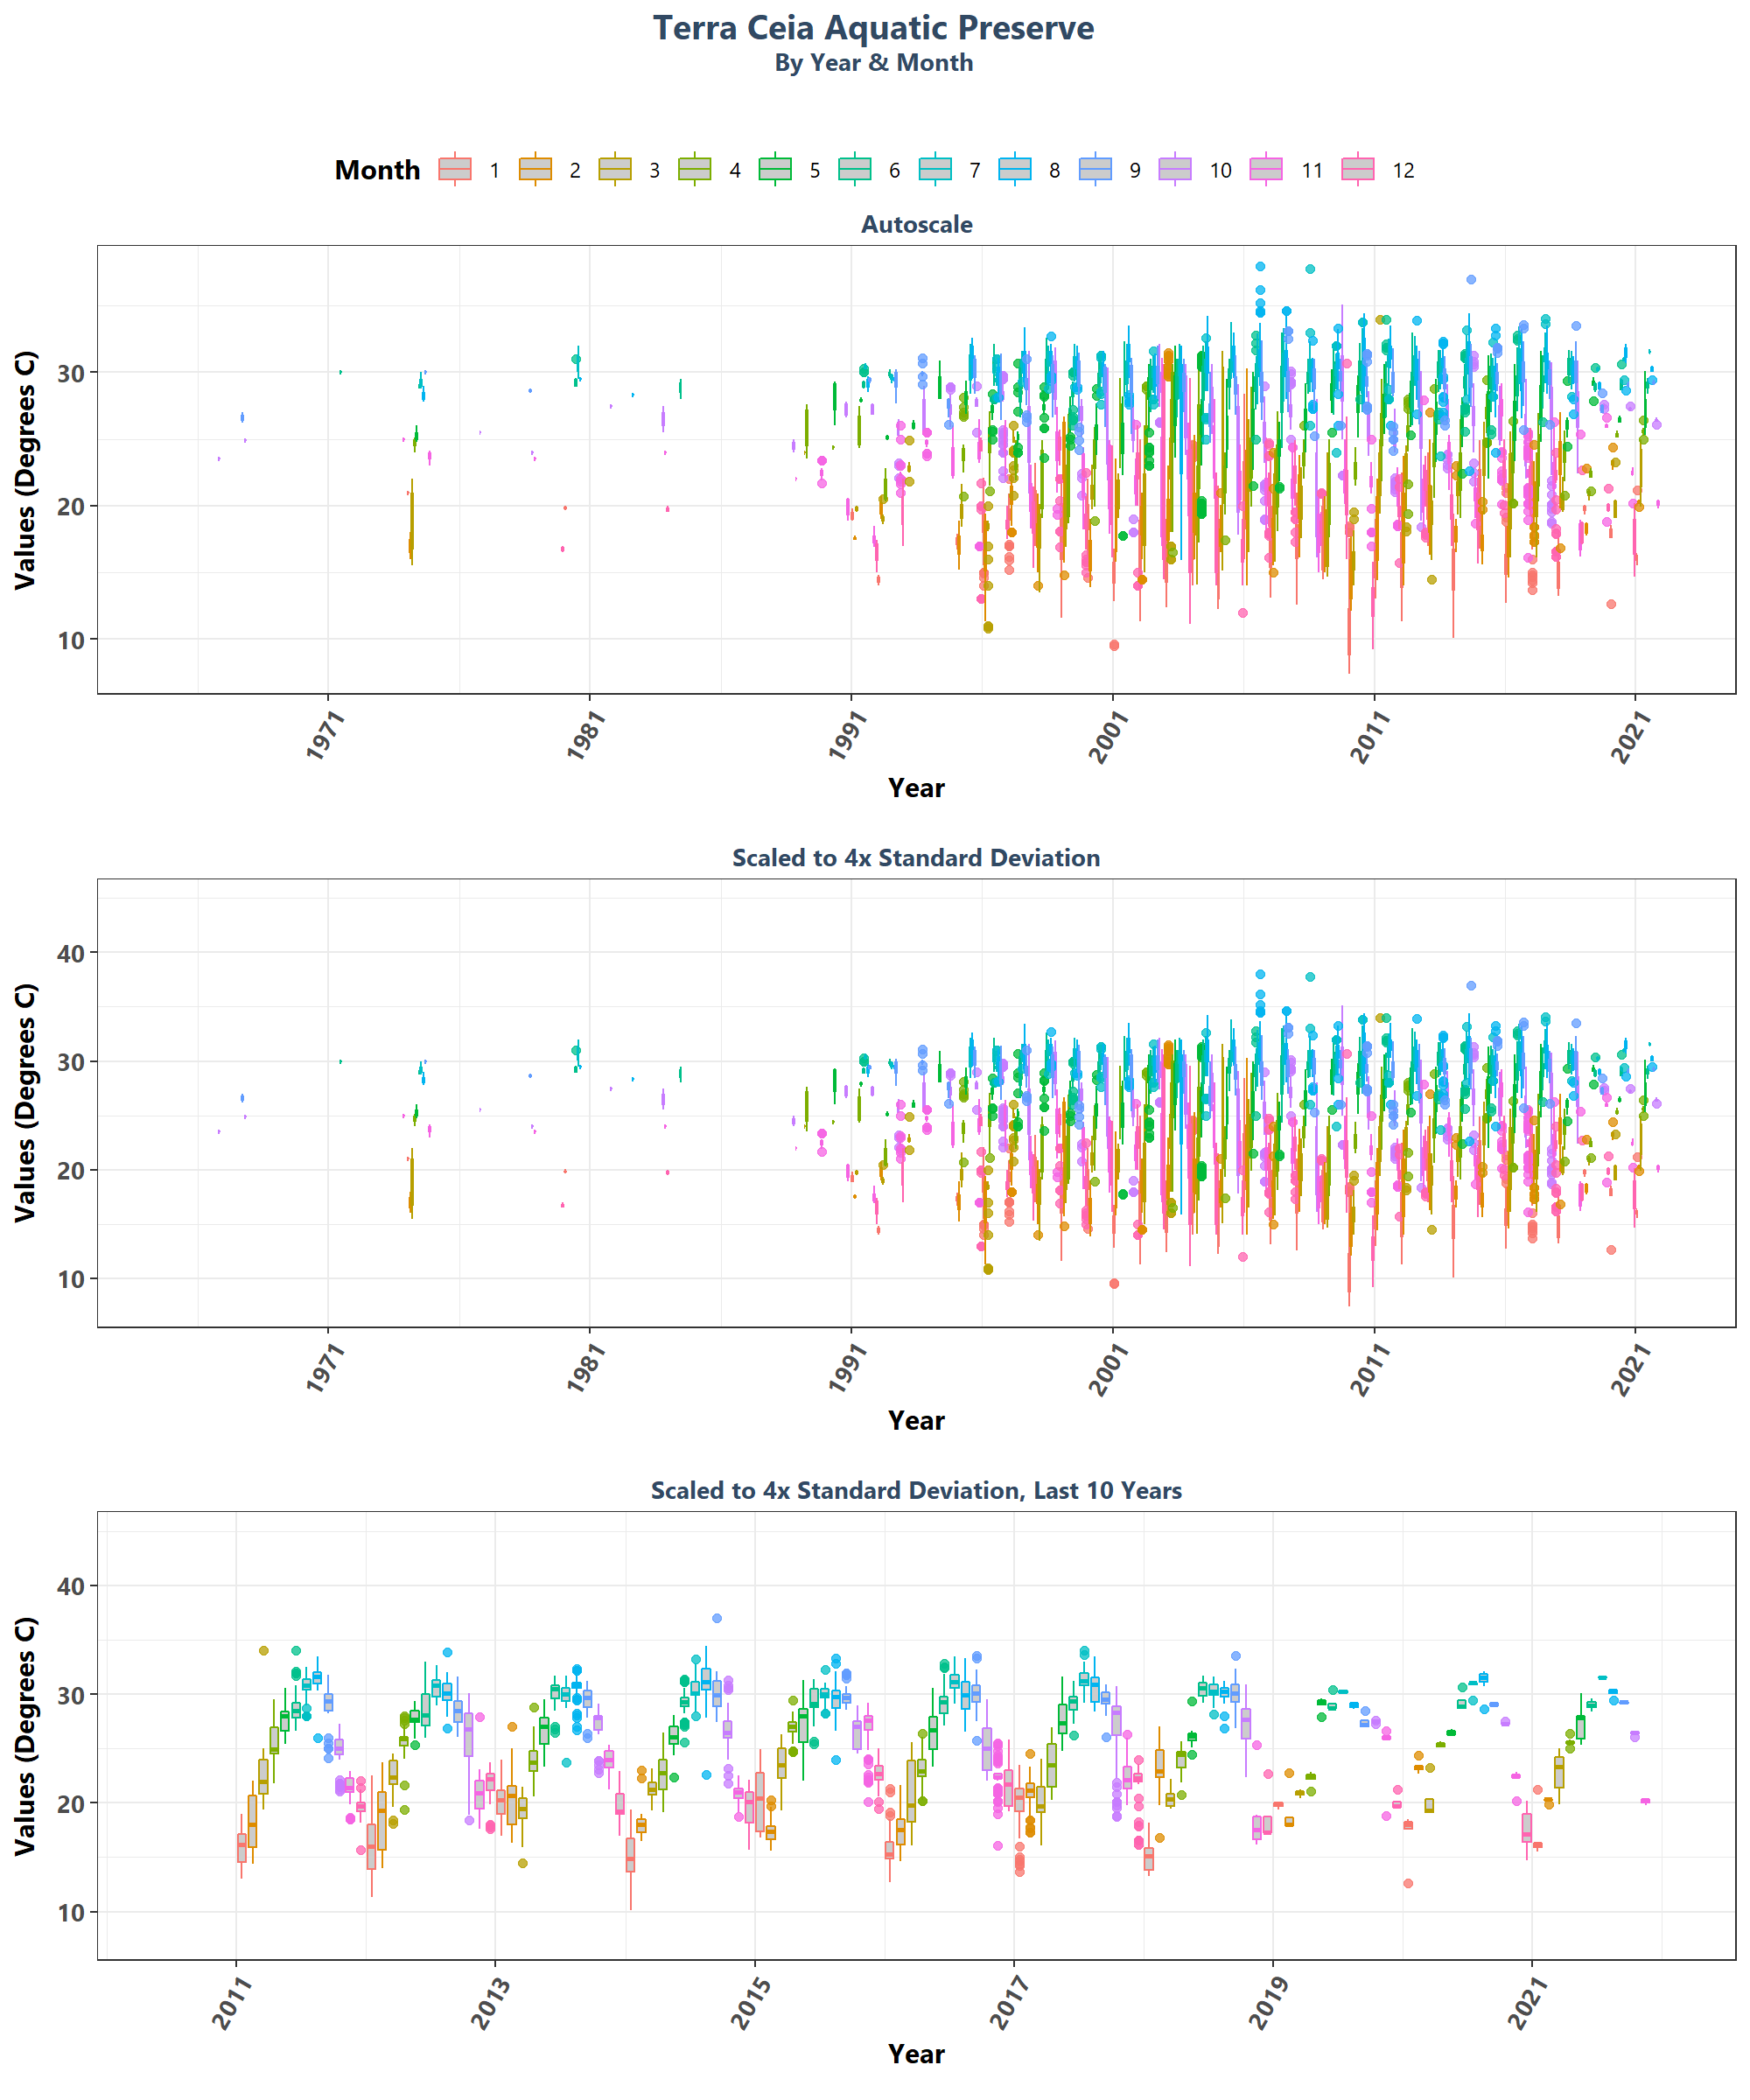 Terra Ceia Aquatic Preserve
By Year & Month
Month 1 2 3 4 5 6 7 8 9 10 11 12
Autoscale
Values (Degrees C)
30
20
10
1971 1981 1991 2001 2011 2021
Year
Scaled to 4x Standard Deviation
Values (Degrees C)
40
30
20
10
1971 1981 1991 2001 2011 2021
Year
Scaled to 4x Standard Deviation, Last 10 Years
Values (Degrees C)
40
30
20
10
2011 2013 2015 2017 2019 2021
Year